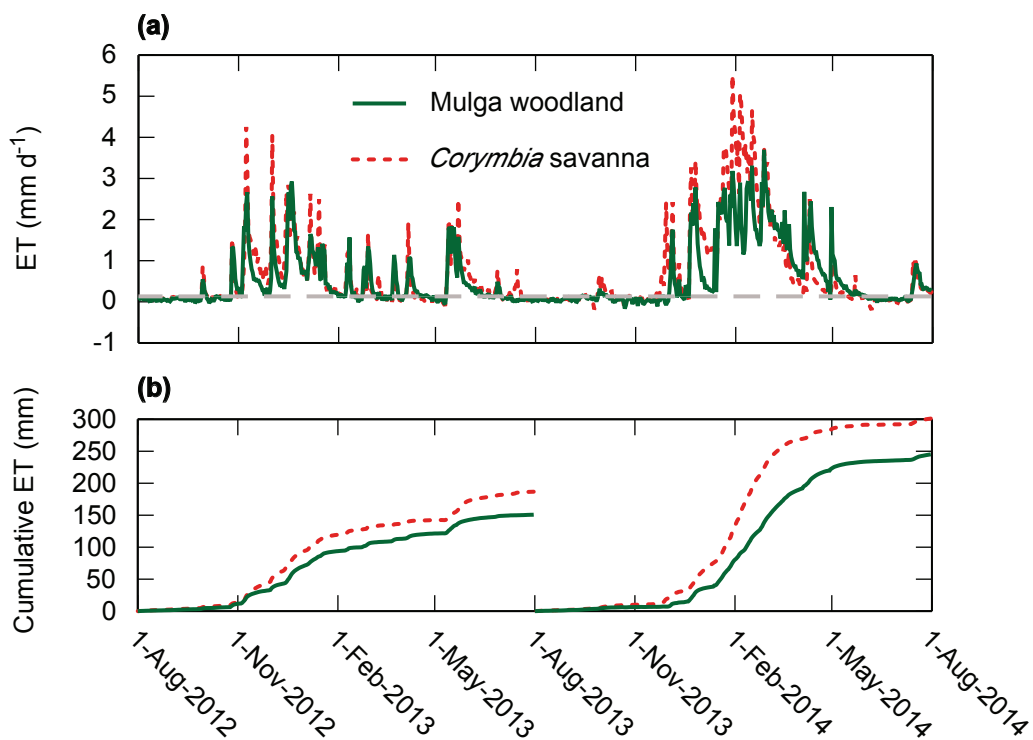 (a)
ET (mm d⁻¹)
6
5
4
3
2
1
0
-1
Mulga woodland
Corymbia savanna
(b)
Cumulative ET (mm)
300
250
200
150
100
50
0
1-Aug-2012
1-Nov-2012
1-Feb-2013
1-May-2013
1-Aug-2013
1-Nov-2013
1-Feb-2014
1-May-2014
1-Aug-2014